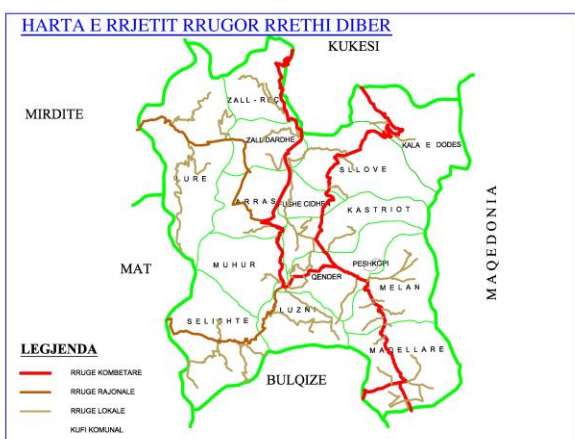 HARTA E RRJETIT RRUGOR RRETHI DIBER
KUKESI
ZALL - REÇ
MIRDITE
ZALL DARDHE
KALA E DODES
SLLOVE
LURE
ARRAS
FUSHE CIDHEN
KASTRIOT
MAQEDONIA
MAT
MUHUR
PESHKOPI
QENDER
MELAN
LUZNI
SELISHTE
MAQELLARE
BULQIZE
LEGJENDA
RRUGE KOMBETARE
RRUGE RAJONALE
RRUGE LOKALE
KUFI KOMUNAL